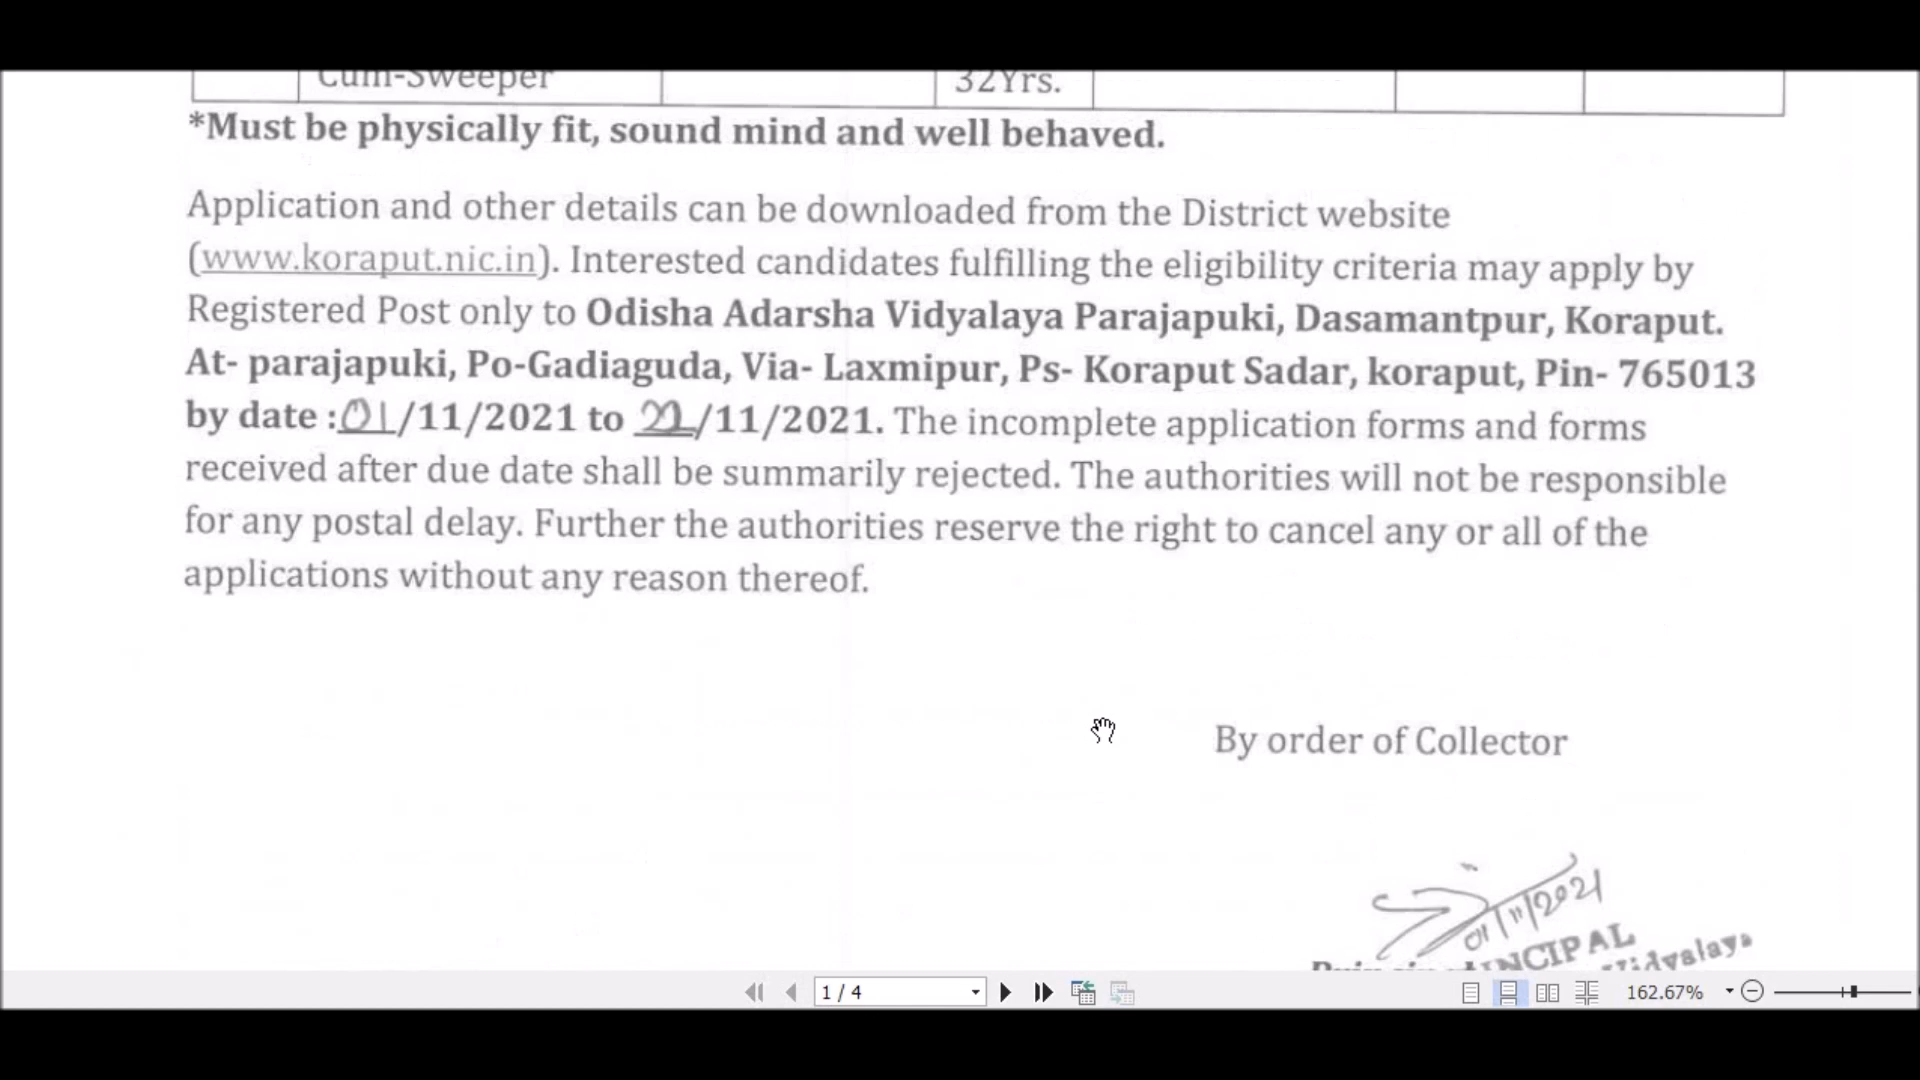 Cum-Sweeper 32Yrs.
*Must be physically fit, sound mind and well behaved.
Application and other details can be downloaded from the District website
(www.koraput.nic.in). Interested candidates fulfilling the eligibility criteria may apply by
Registered Post only to Odisha Adarsha Vidyalaya Parajapuki, Dasamantpur, Koraput.
At- parajapuki, Po-Gadiaguda, Via- Laxmipur, Ps- Koraput Sadar, koraput, Pin- 765013
by date :01/11/2021 to 22/11/2021. The incomplete application forms and forms
received after due date shall be summarily rejected. The authorities will not be responsible
for any postal delay. Further the authorities reserve the right to cancel any or all of the
applications without any reason thereof.
By order of Collector
01/11/2021
1 / 4
162.67%